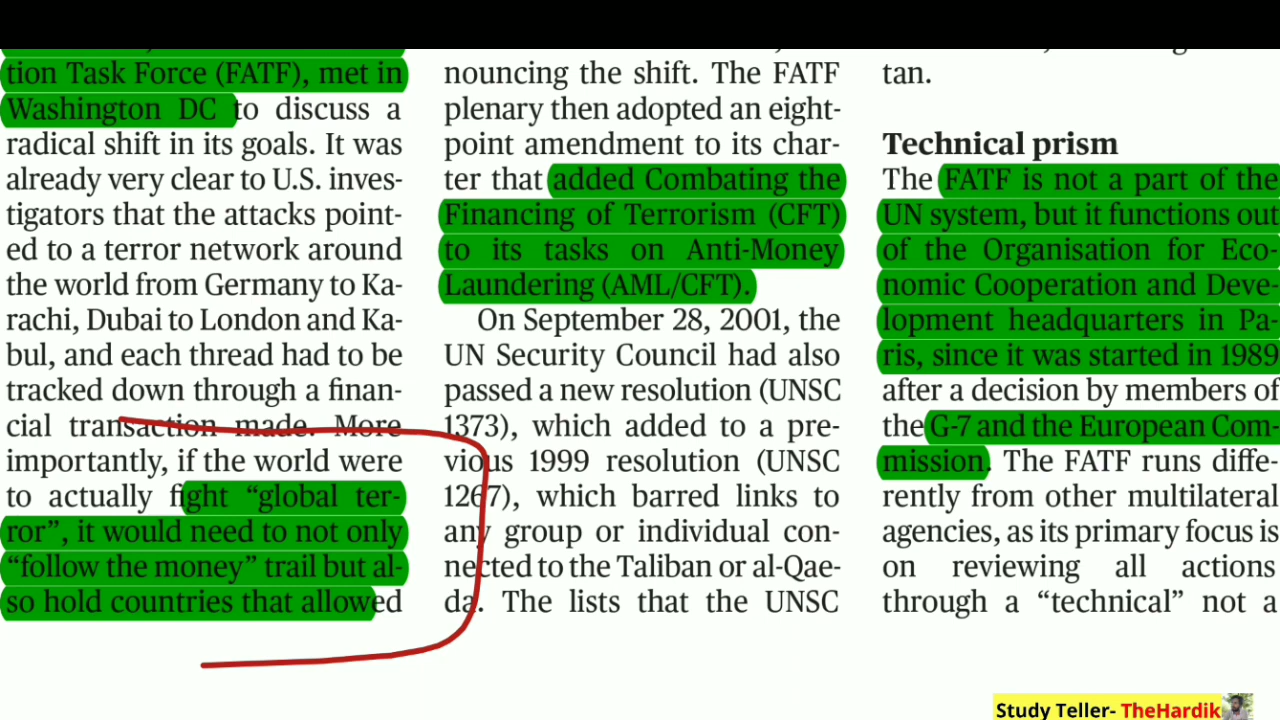 tion Task Force (FATF), met in
Washington DC to discuss a
radical shift in its goals. It was
already very clear to U.S. inves-
tigators that the attacks point-
ed to a terror network around
the world from Germany to Ka-
rachi, Dubai to London and Ka-
bul, and each thread had to be
tracked down through a finan-
cial transaction made. More
importantly, if the world were
to actually fight “global ter-
ror”, it would need to not only
“follow the money” trail but al-
so hold countries that allowed
nouncing the shift. The FATF
plenary then adopted an eight-
point amendment to its char-
ter that added Combating the
Financing of Terrorism (CFT)
to its tasks on Anti-Money
Laundering (AML/CFT).
On September 28, 2001, the
UN Security Council had also
passed a new resolution (UNSC
1373), which added to a pre-
vious 1999 resolution (UNSC
1267), which barred links to
any group or individual con-
nected to the Taliban or al-Qae-
da. The lists that the UNSC
tan.
Technical prism
The FATF is not a part of the
UN system, but it functions out
of the Organisation for Eco-
nomic Cooperation and Deve-
lopment headquarters in Pa-
ris, since it was started in 1989
after a decision by members of
the G-7 and the European Com-
mission. The FATF runs diffe-
rently from other multilateral
agencies, as its primary focus is
on reviewing all actions
through a “technical” not a
Study Teller- TheHardik